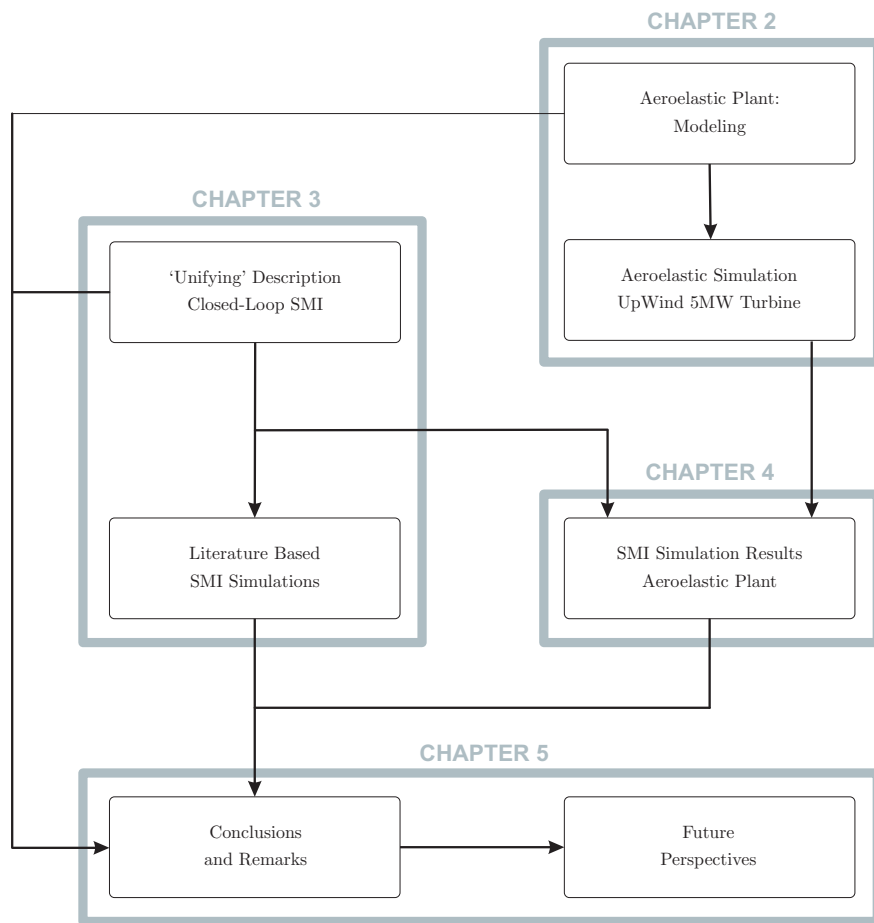 CHAPTER 2
Aeroelastic Plant:
Modeling
Aeroelastic Simulation
UpWind 5MW Turbine
CHAPTER 3
‘Unifying’ Description
Closed-Loop SMI
Literature Based
SMI Simulations
CHAPTER 4
SMI Simulation Results
Aeroelastic Plant
CHAPTER 5
Conclusions
and Remarks
Future
Perspectives